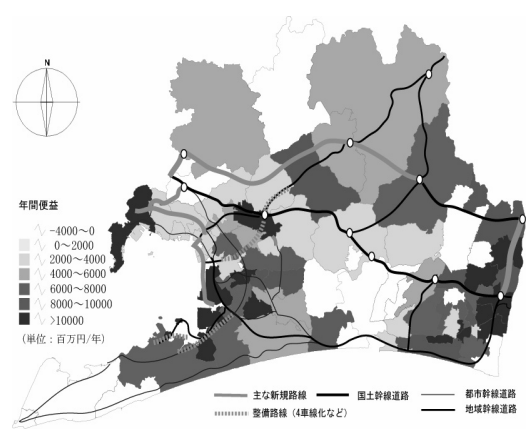 N
年間便益
-4000～0
0～2000
2000～4000
4000～6000
6000～8000
8000～10000
>10000
(単位：百万円/年)
主な新規路線
国土幹線道路
都市幹線道路
整備路線（4車線化など）
地域幹線道路